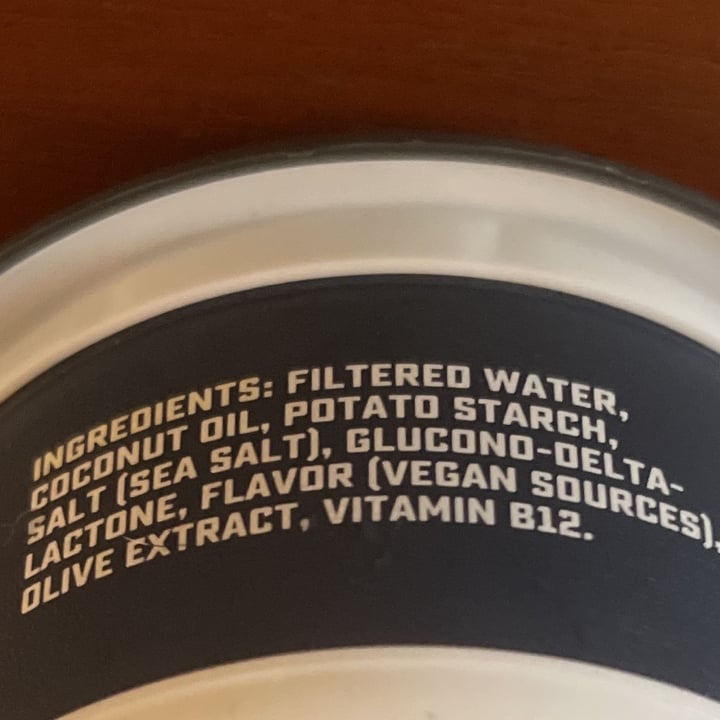 INGREDIENTS: FILTERED WATER,
COCONUT OIL, POTATO STARCH,
SALT (SEA SALT), GLUCONO-DELTA-
LACTONE, FLAVOR (VEGAN SOURCES),
OLIVE EXTRACT, VITAMIN B12.